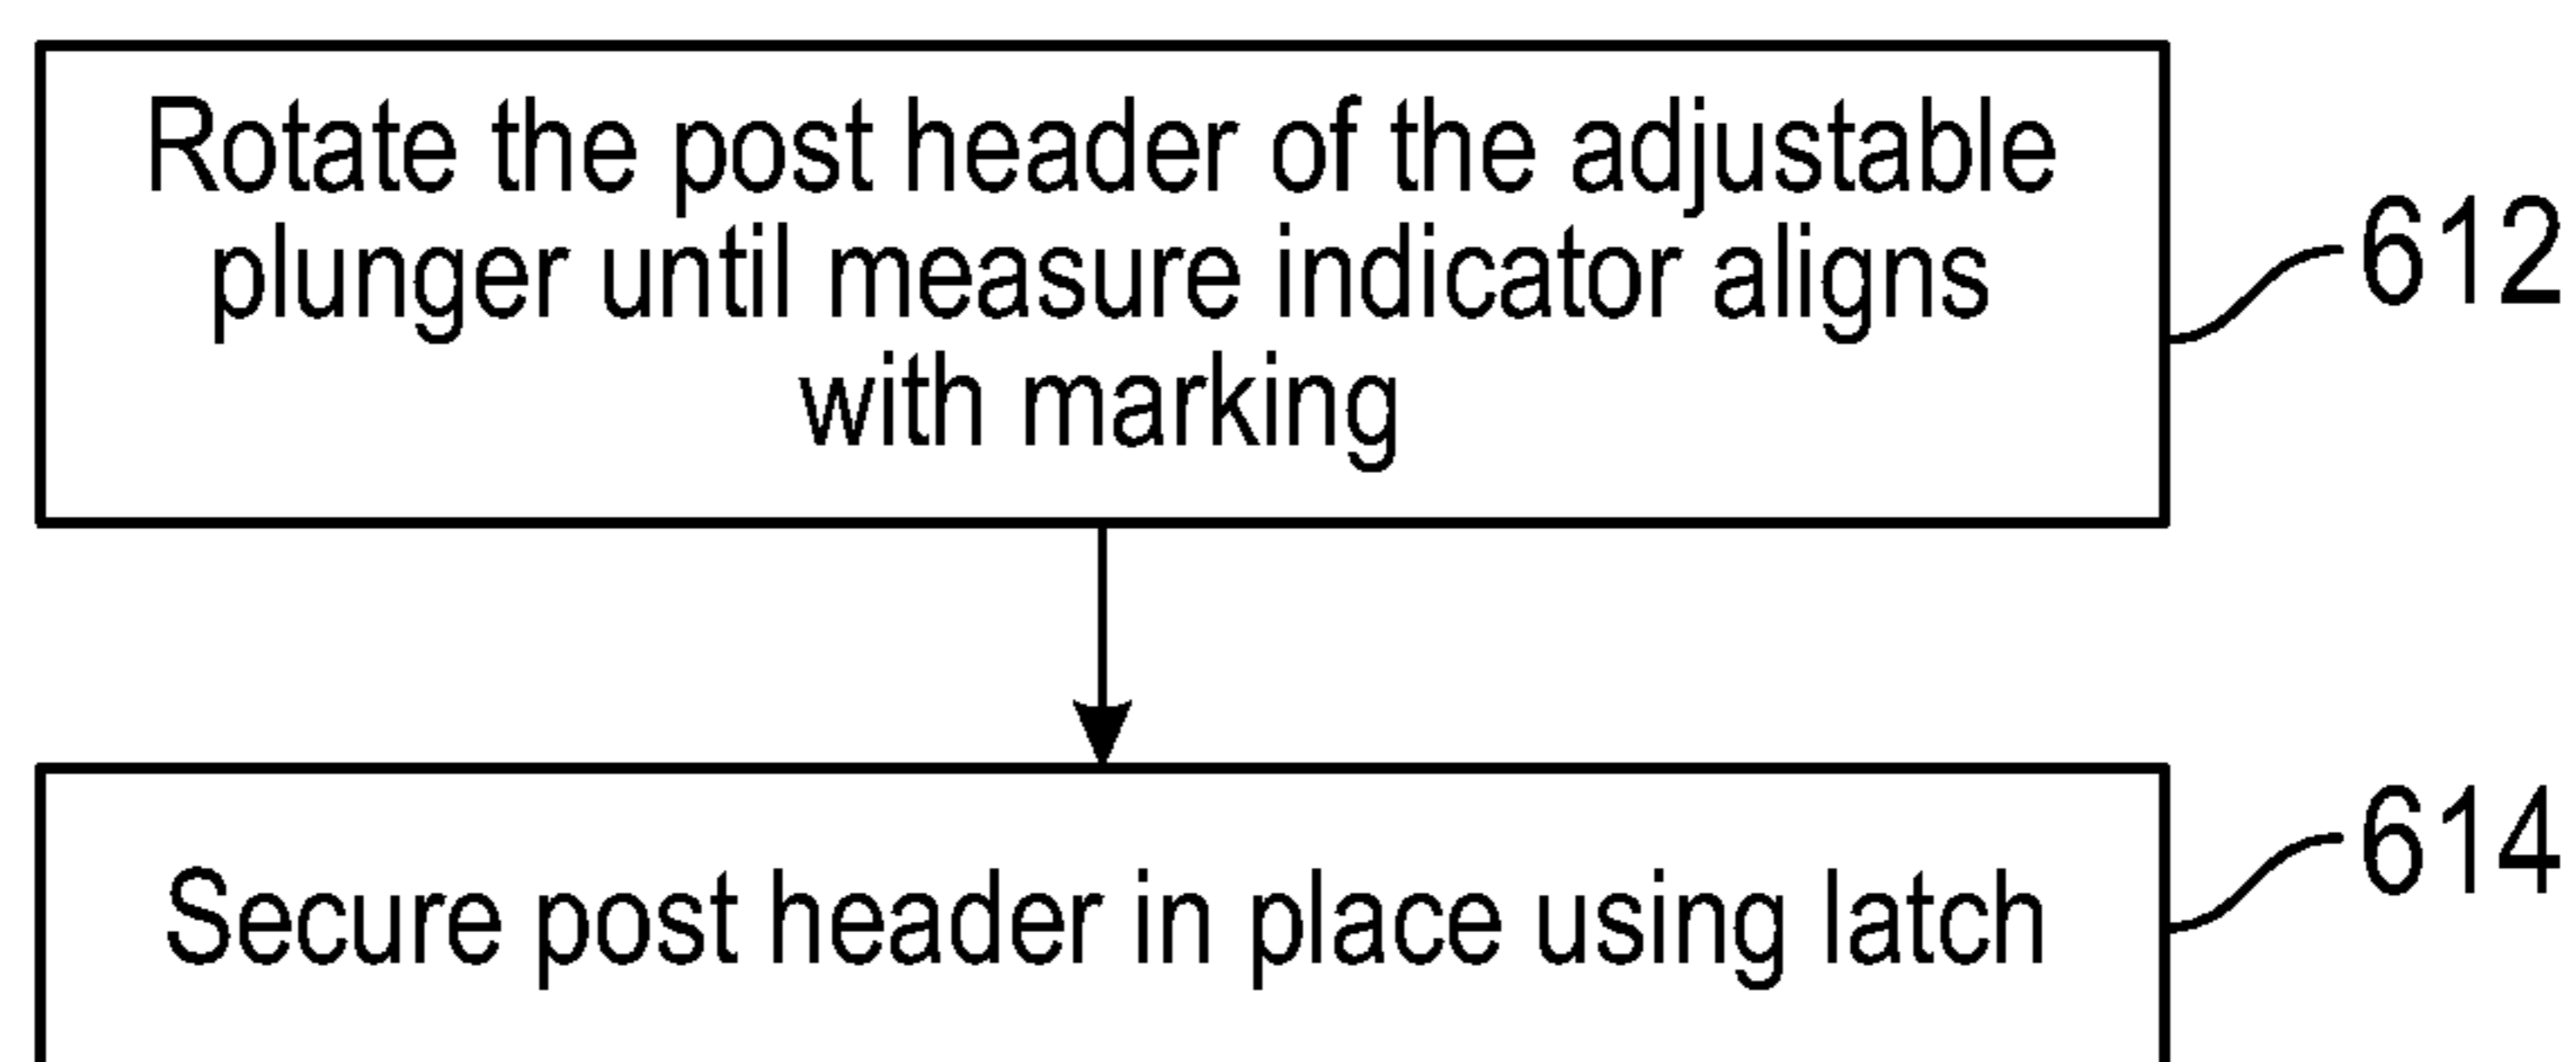 Rotate the post header of the adjustable
plunger until measure indicator aligns
with marking
612
Secure post header in place using latch
614